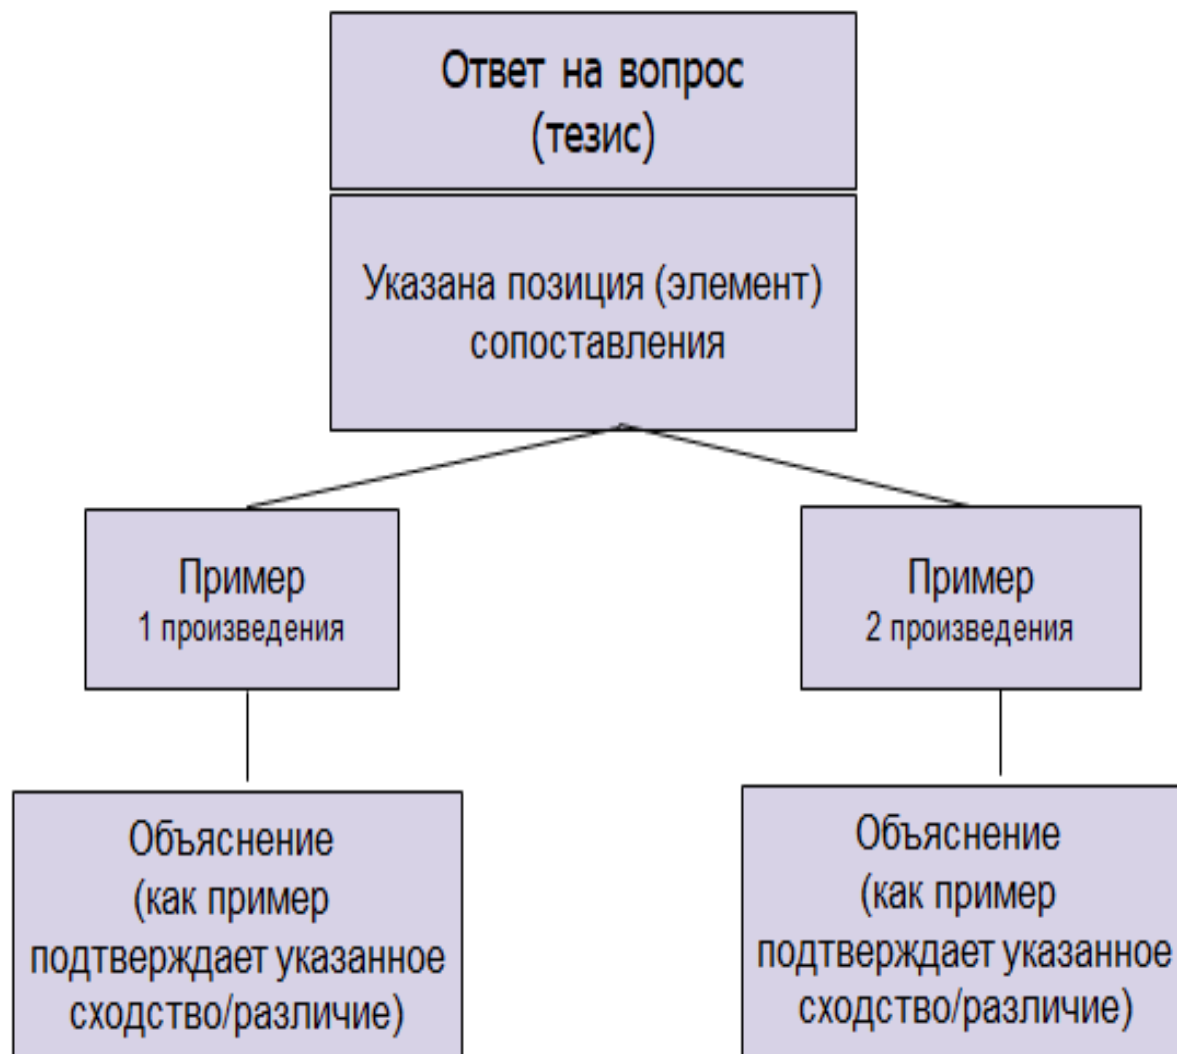 Ответ на вопрос
(тезис)
Указана позиция (элемент)
сопоставления
Пример
1 произведения
Пример
2 произведения
Объяснение
(как пример
подтверждает указанное
сходство/различие)
Объяснение
(как пример
подтверждает указанное
сходство/различие)